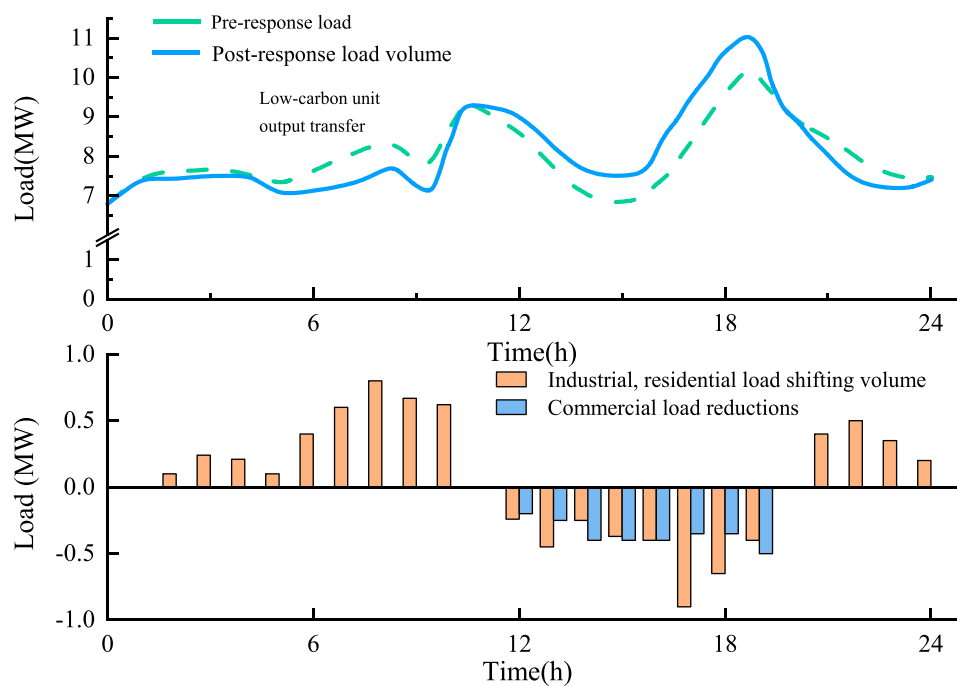 Pre-response load
Post-response load volume
Low-carbon unit
output transfer
Load(MW)
11
10
9
8
7
1
0
0
6
12
18
24
Time(h)
Industrial, residential load shifting volume
Commercial load reductions
Load (MW)
1.0
0.5
0.0
-0.5
-1.0
0
6
12
18
24
Time(h)